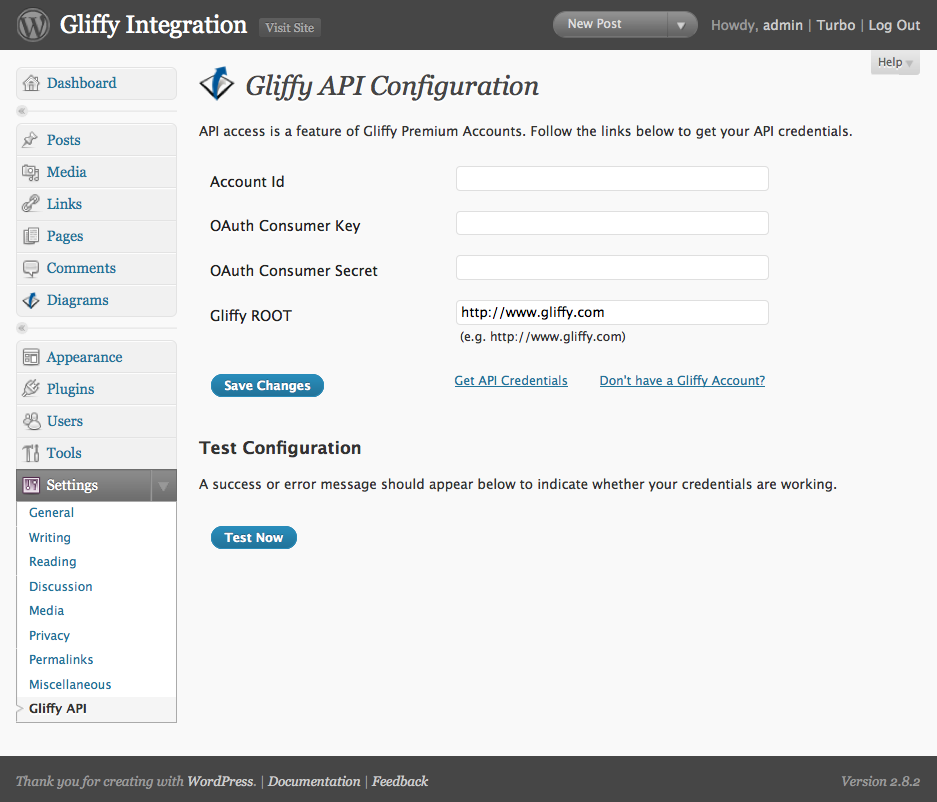 Gliffy Integration Visit Site New Post Howdy, admin | Turbo | Log Out
Help
Dashboard
Posts
Media
Links
Pages
Comments
Diagrams
Appearance
Plugins
Users
Tools
Settings
General
Writing
Reading
Discussion
Media
Privacy
Permalinks
Miscellaneous
Gliffy API
Gliffy API Configuration
API access is a feature of Gliffy Premium Accounts. Follow the links below to get your API credentials.
Account Id
OAuth Consumer Key
OAuth Consumer Secret
Gliffy ROOT http://www.gliffy.com
(e.g. http://www.gliffy.com)
Save Changes Get API Credentials Don't have a Gliffy Account?
Test Configuration
A success or error message should appear below to indicate whether your credentials are working.
Test Now
Thank you for creating with WordPress. | Documentation | Feedback Version 2.8.2